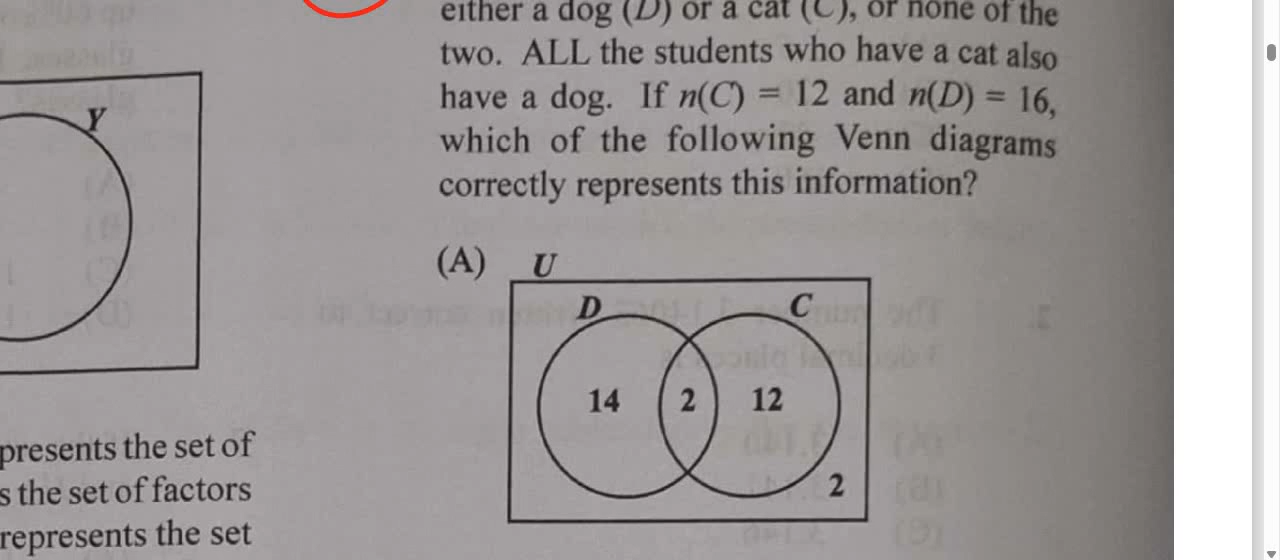 either a dog (D) or a cat (C), or none of the
two. ALL the students who have a cat also
have a dog. If n(C) = 12 and n(D) = 16,
which of the following Venn diagrams
correctly represents this information?
(A) U
D C
14 2 12
2
Y
presents the set of
s the set of factors
represents the set